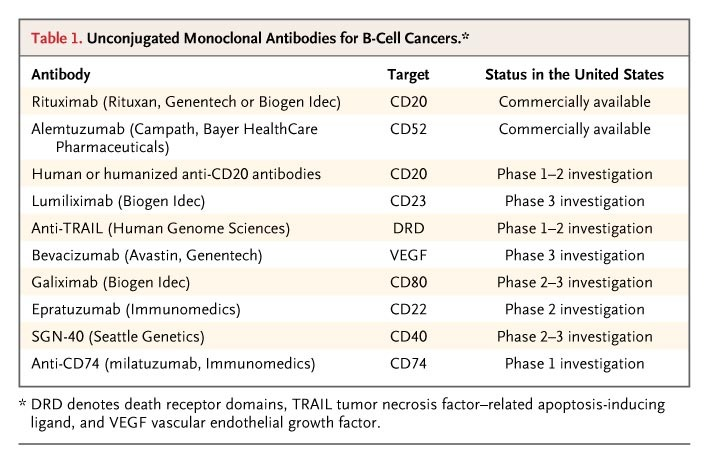 Table 1. Unconjugated Monoclonal Antibodies for B-Cell Cancers.*
Antibody Target Status in the United States
Rituximab (Rituxan, Genentech or Biogen Idec) CD20 Commercially available
Alemtuzumab (Campath, Bayer HealthCare CD52 Commercially available
Pharmaceuticals)
Human or humanized anti-CD20 antibodies CD20 Phase 1–2 investigation
Lumiliximab (Biogen Idec) CD23 Phase 3 investigation
Anti-TRAIL (Human Genome Sciences) DRD Phase 1–2 investigation
Bevacizumab (Avastin, Genentech) VEGF Phase 3 investigation
Galiximab (Biogen Idec) CD80 Phase 2–3 investigation
Epratuzumab (Immunomedics) CD22 Phase 2 investigation
SGN-40 (Seattle Genetics) CD40 Phase 2–3 investigation
Anti-CD74 (milatuzumab, Immunomedics) CD74 Phase 1 investigation
* DRD denotes death receptor domains, TRAIL tumor necrosis factor–related apoptosis-inducing
ligand, and VEGF vascular endothelial growth factor.